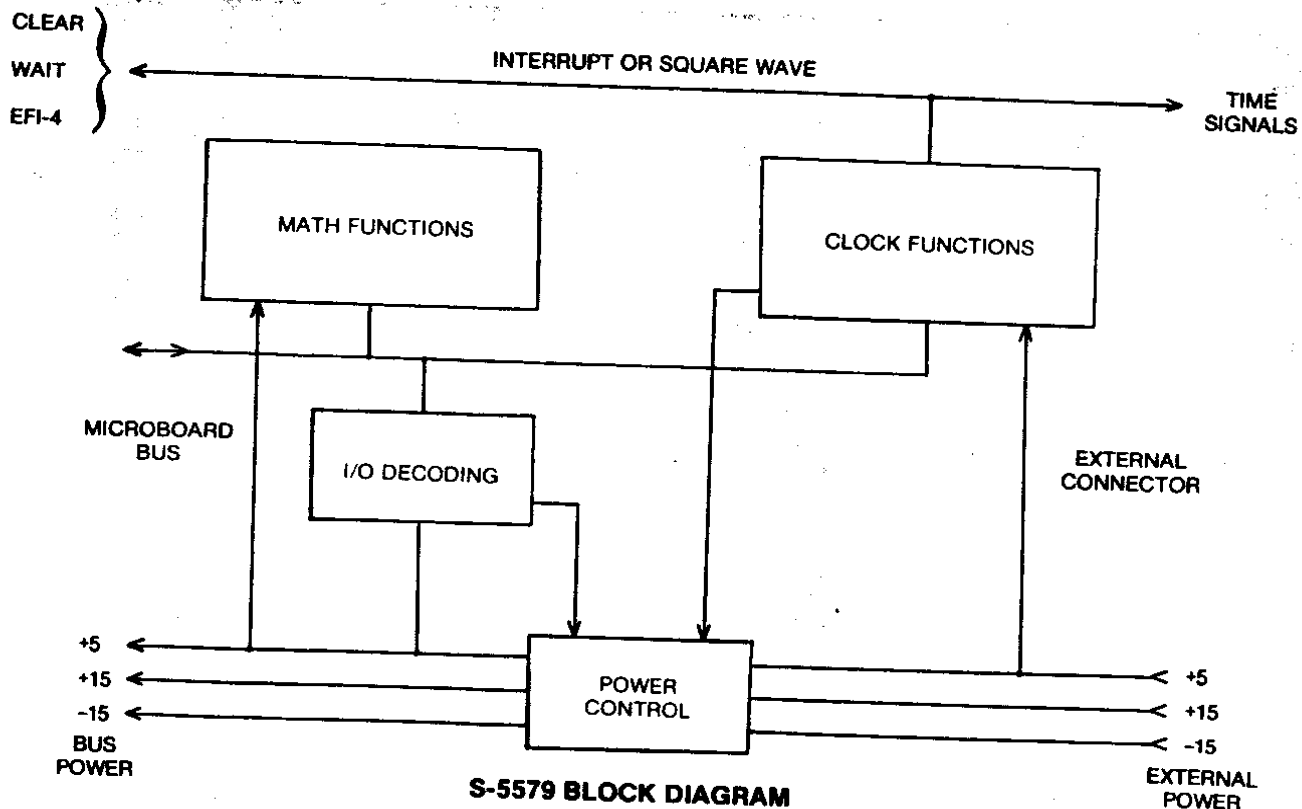 CLEAR
WAIT
EFI-4
INTERRUPT OR SQUARE WAVE
TIME
SIGNALS
MATH FUNCTIONS
CLOCK FUNCTIONS
MICROBOARD
BUS
I/O DECODING
EXTERNAL
CONNECTOR
+5
+15
-15
BUS
POWER
POWER
CONTROL
+5
+15
-15
EXTERNAL
POWER
S-5579 BLOCK DIAGRAM